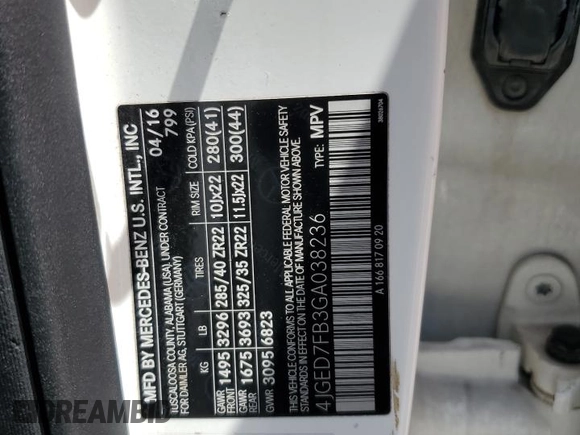 MFD BY MERCEDES-BENZ U.S. INTL., INC
TUSCALOOSA COUNTY, ALABAMA (USA), UNDER CONTRACT
FOR DAIMLER AG, STUTTGART (GERMANY)
04/16
799
KG LB TIRES RIM SIZE COLD KPA (PSI)
GAWR FRONT 1495 3296 285/40 ZR22 10Jx22 280(41)
GAWR REAR 1675 3693 325/35 ZR22 11.5Jx22 300(44)
GVWR 3095 6823
THIS VEHICLE CONFORMS TO ALL APPLICABLE FEDERAL MOTOR VEHICLE SAFETY
STANDARDS IN EFFECT ON THE DATE OF MANUFACTURE SHOWN ABOVE.
4JGED7FB3GA038236 TYPE: MPV
A 166 817 09 20
DREAMBID